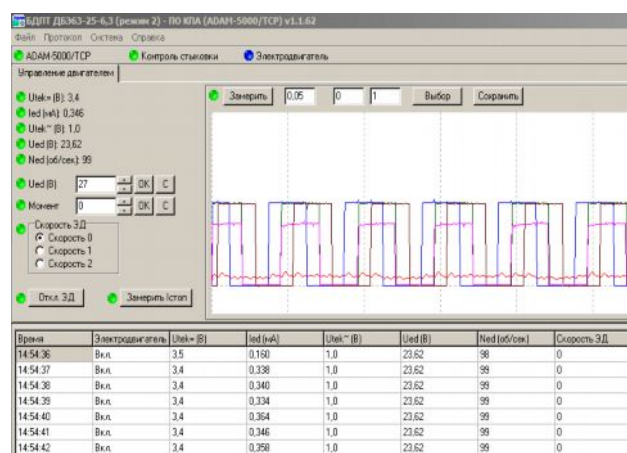 БДПТ ДБ63-25-6,3 (режим 2) - ПО КПА (ADAM-5000/TCP) v1.1.62
Файл Протокол Система Справка
ADAM-5000/TCP Контроль стыковки Электродвигатель
Управление двигателем
Utek= (В): 3,4
Ied (мА): 0,346
Utek~ (В): 1,0
Ued (В): 23,62
Ned (об/сек): 99
Замерить 0,05 0 1 Выбор Сохранить
Ued (В) 27 OK C
Момент 0 OK C
Скорость ЭД
Скорость 0
Скорость 1
Скорость 2
Откл. ЭД Замерить Iстоп
Время Электродвигатель Utek= (В) Ied (мА) Utek~ (В) Ued (В) Ned (об/сек) Скорость ЭД
14:54:36 Вкл. 3,5 0,160 1,0 23,62 98 0
14:54:37 Вкл. 3,4 0,338 1,0 23,62 99 0
14:54:38 Вкл. 3,4 0,340 1,0 23,62 99 0
14:54:39 Вкл. 3,4 0,334 1,0 23,62 99 0
14:54:40 Вкл. 3,4 0,364 1,0 23,62 99 0
14:54:41 Вкл. 3,4 0,346 1,0 23,62 99 0
14:54:42 Вкл. 3,4 0,358 1,0 23,62 99 0